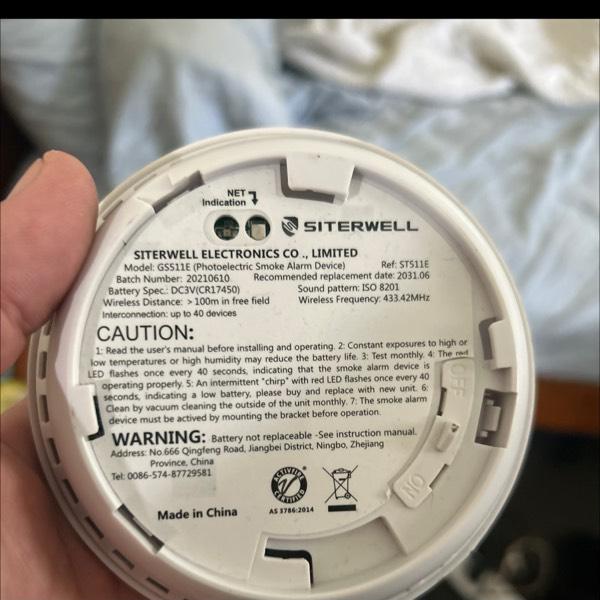 NET
Indication
SITERWELL
SITERWELL ELECTRONICS CO ., LIMITED
Model: GS511E (Photoelectric Smoke Alarm Device) Ref: ST511E
Batch Number: 20210610 Recommended replacement date: 2031.06
Battery Spec.: DC3V(CR17450) Sound pattern: ISO 8201
Wireless Distance: >100m in free field Wireless Frequency: 433.42MHz
Interconnection: up to 40 devices
CAUTION:
1: Read the user's manual before installing and operating. 2: Constant exposures to high or
low temperatures or high humidity may reduce the battery life. 3: Test monthly. 4: The red
LED flashes once every 40 seconds, indicating that the smoke alarm device is
operating properly. 5: An intermittent "chirp" with red LED flashes once every 40
seconds, indicating a low battery, please buy and replace with new unit. 6:
Clean by vacuum cleaning the outside of the unit monthly. 7: The smoke alarm
device must be actived by mounting the bracket before operation.
WARNING: Battery not replaceable -See instruction manual.
Address: No.666 Qingfeng Road, Jiangbei District, Ningbo, Zhejiang
Province, China
Tel: 0086-574-87729581
Made in China
ACTIVFIRE
CERTIFIED
AS 3786:2014
OFF
ON